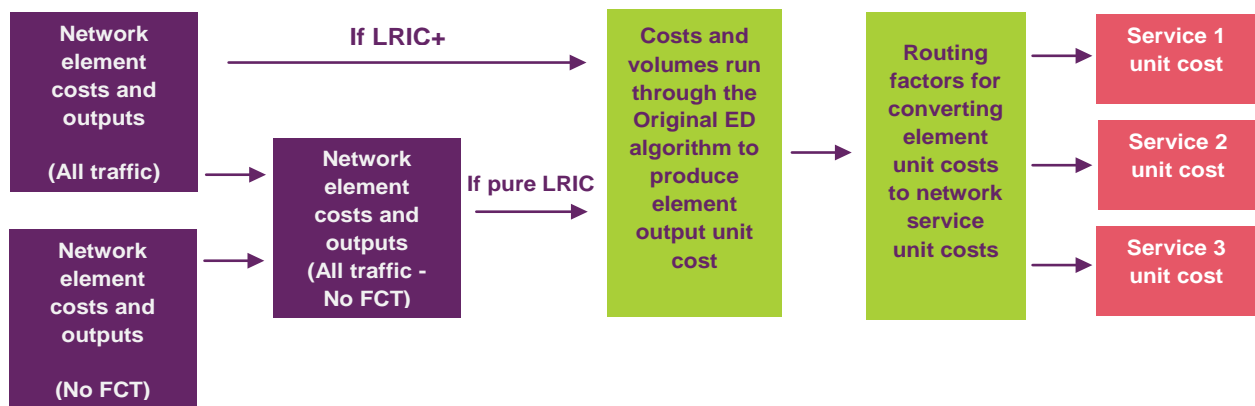 Network
element
costs and
outputs
(All traffic)
Network
element
costs and
outputs
(No FCT)
If LRIC+
Network
element
costs and
outputs
(All traffic -
No FCT)
If pure LRIC
Costs and
volumes run
through the
Original ED
algorithm to
produce
element
output unit
cost
Routing
factors for
converting
element
unit costs
to network
service
unit costs
Service 1
unit cost
Service 2
unit cost
Service 3
unit cost